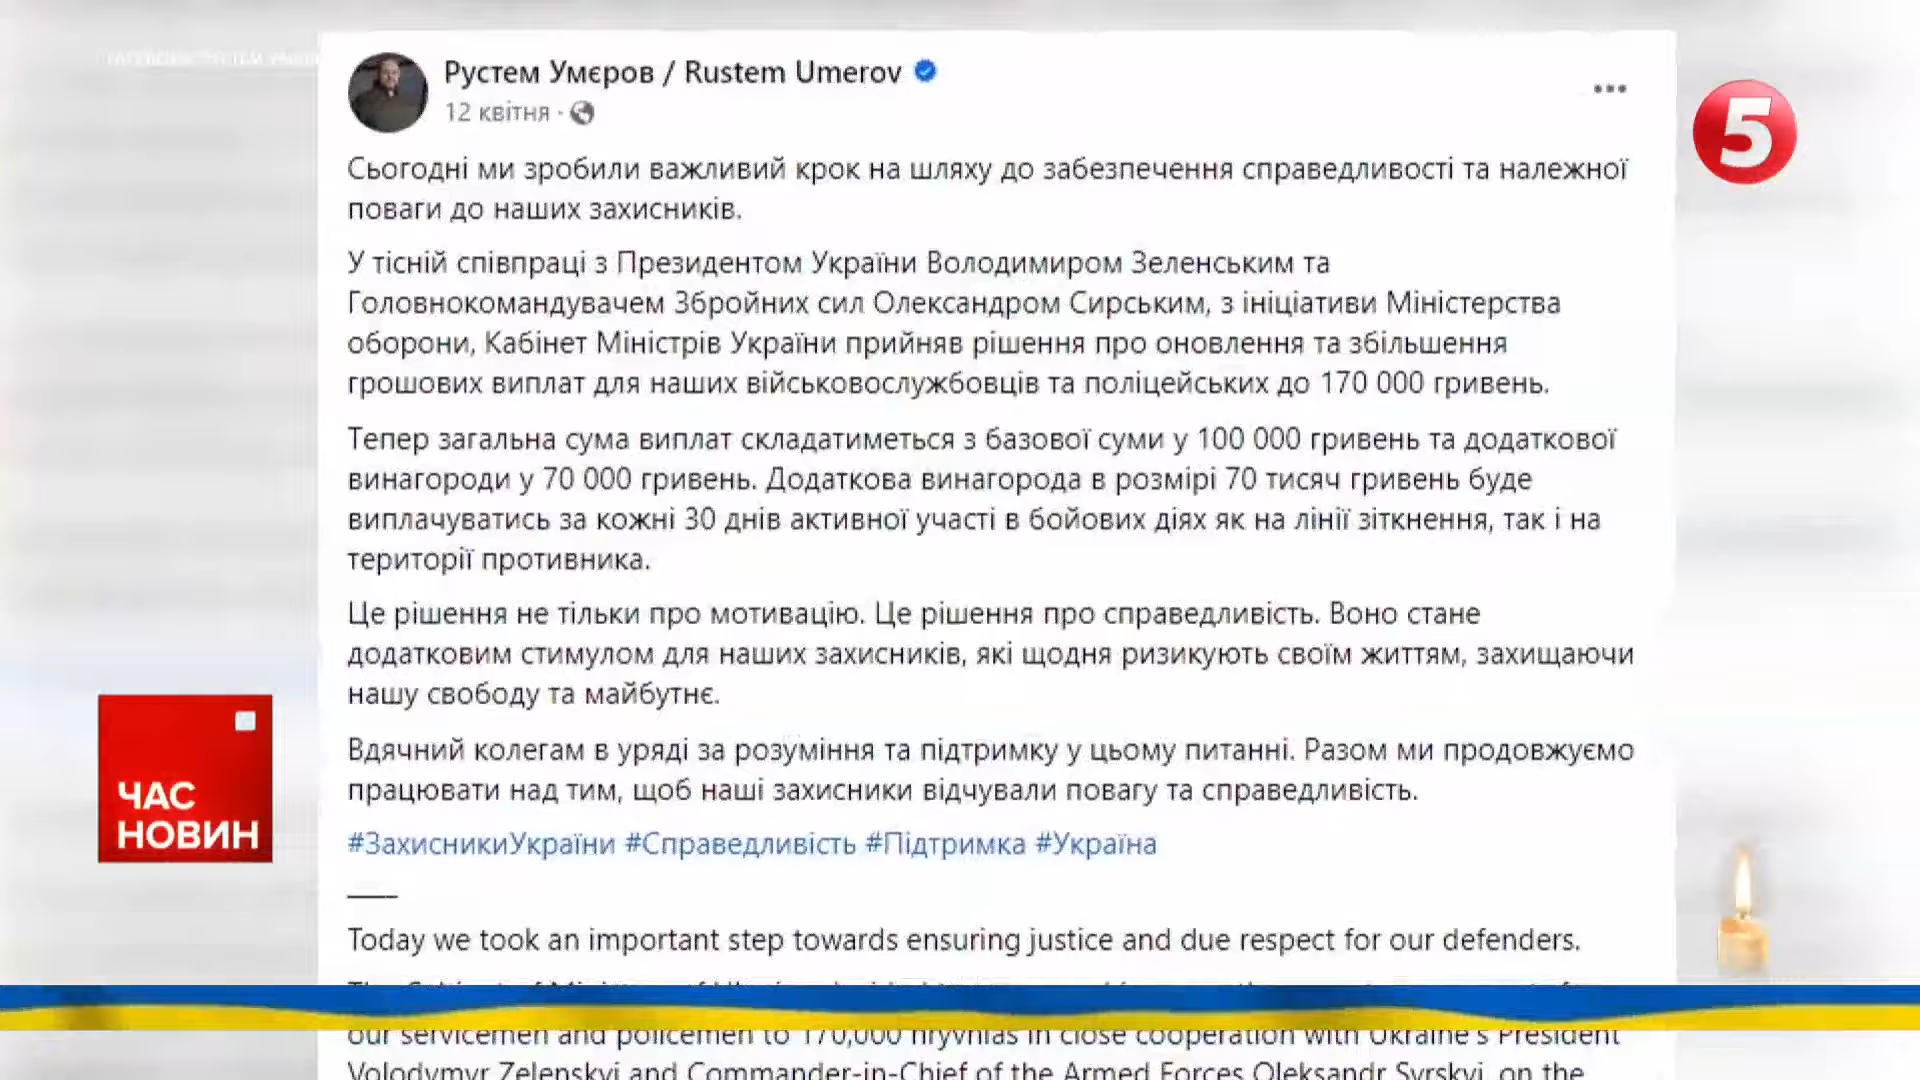 Рустем Умєров / Rustem Umerov
12 квітня ·
5
Сьогодні ми зробили важливий крок на шляху до забезпечення справедливості та належної
поваги до наших захисників.
У тісній співпраці з Президентом України Володимиром Зеленським та
Головнокомандувачем Збройних сил Олександром Сирським, з ініціативи Міністерства
оборони, Кабінет Міністрів України прийняв рішення про оновлення та збільшення
грошових виплат для наших військовослужбовців та поліцейських до 170 000 гривень.
Тепер загальна сума виплат складатиметься з базової суми у 100 000 гривень та додаткової
винагороди у 70 000 гривень. Додаткова винагорода в розмірі 70 тисяч гривень буде
виплачуватись за кожні 30 днів активної участі в бойових діях як на лінії зіткнення, так і на
території противника.
Це рішення не тільки про мотивацію. Це рішення про справедливість. Воно стане
додатковим стимулом для наших захисників, які щодня ризикують своїм життям, захищаючи
нашу свободу та майбутнє.
Вдячний колегам в уряді за розуміння та підтримку у цьому питанні. Разом ми продовжуємо
працювати над тим, щоб наші захисники відчували повагу та справедливість.
#ЗахисникиУкраїни #Справедливість #Підтримка #Україна
ЧАС
НОВИН
Today we took an important step towards ensuring justice and due respect for our defenders.
our servicemen and policemen to 170,000 hryvnias in close cooperation with Ukraine's President
Volodymyr Zelenskyi and Commander-in-Chief of the Armed Forces Oleksandr Syrskyi, on the